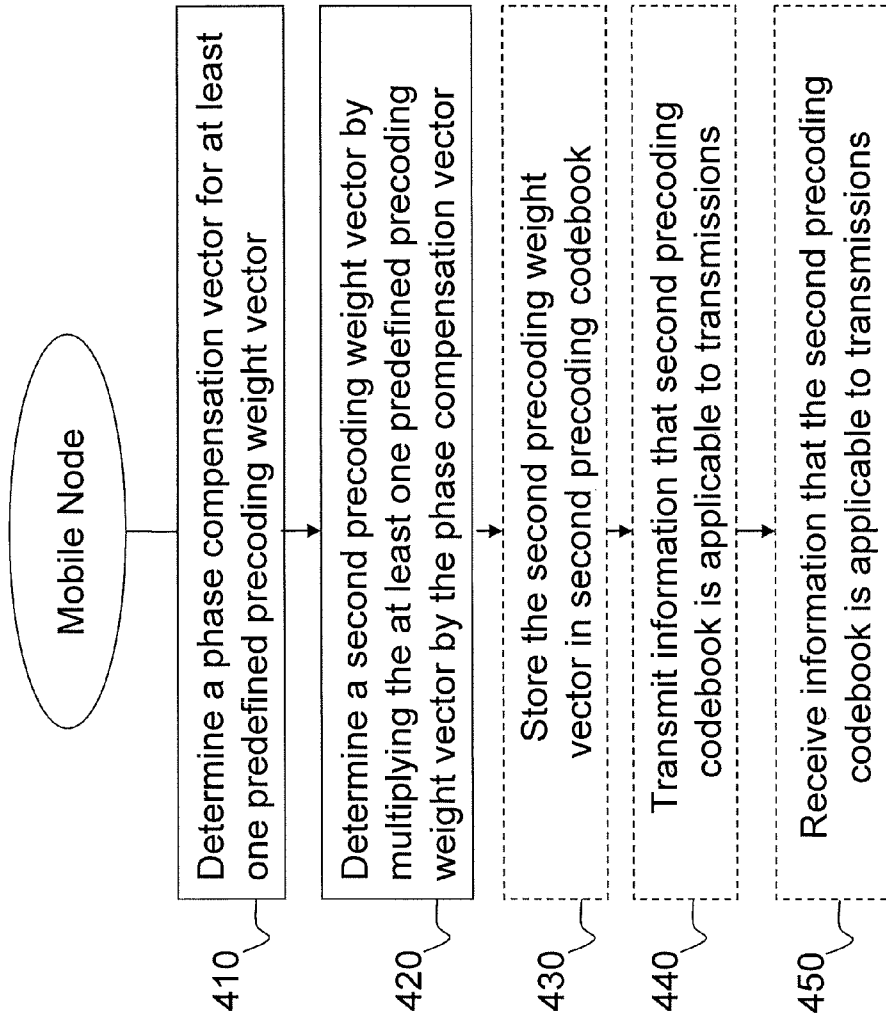 Mobile Node
410
Determine a phase compensation vector for at least
one predefined precoding weight vector
420
Determine a second precoding weight vector by
multiplying the at least one predefined precoding
weight vector by the phase compensation vector
430
Store the second precoding weight
vector in second precoding codebook
440
Transmit information that second precoding
codebook is applicable to transmissions
450
Receive information that the second precoding
codebook is applicable to transmissions